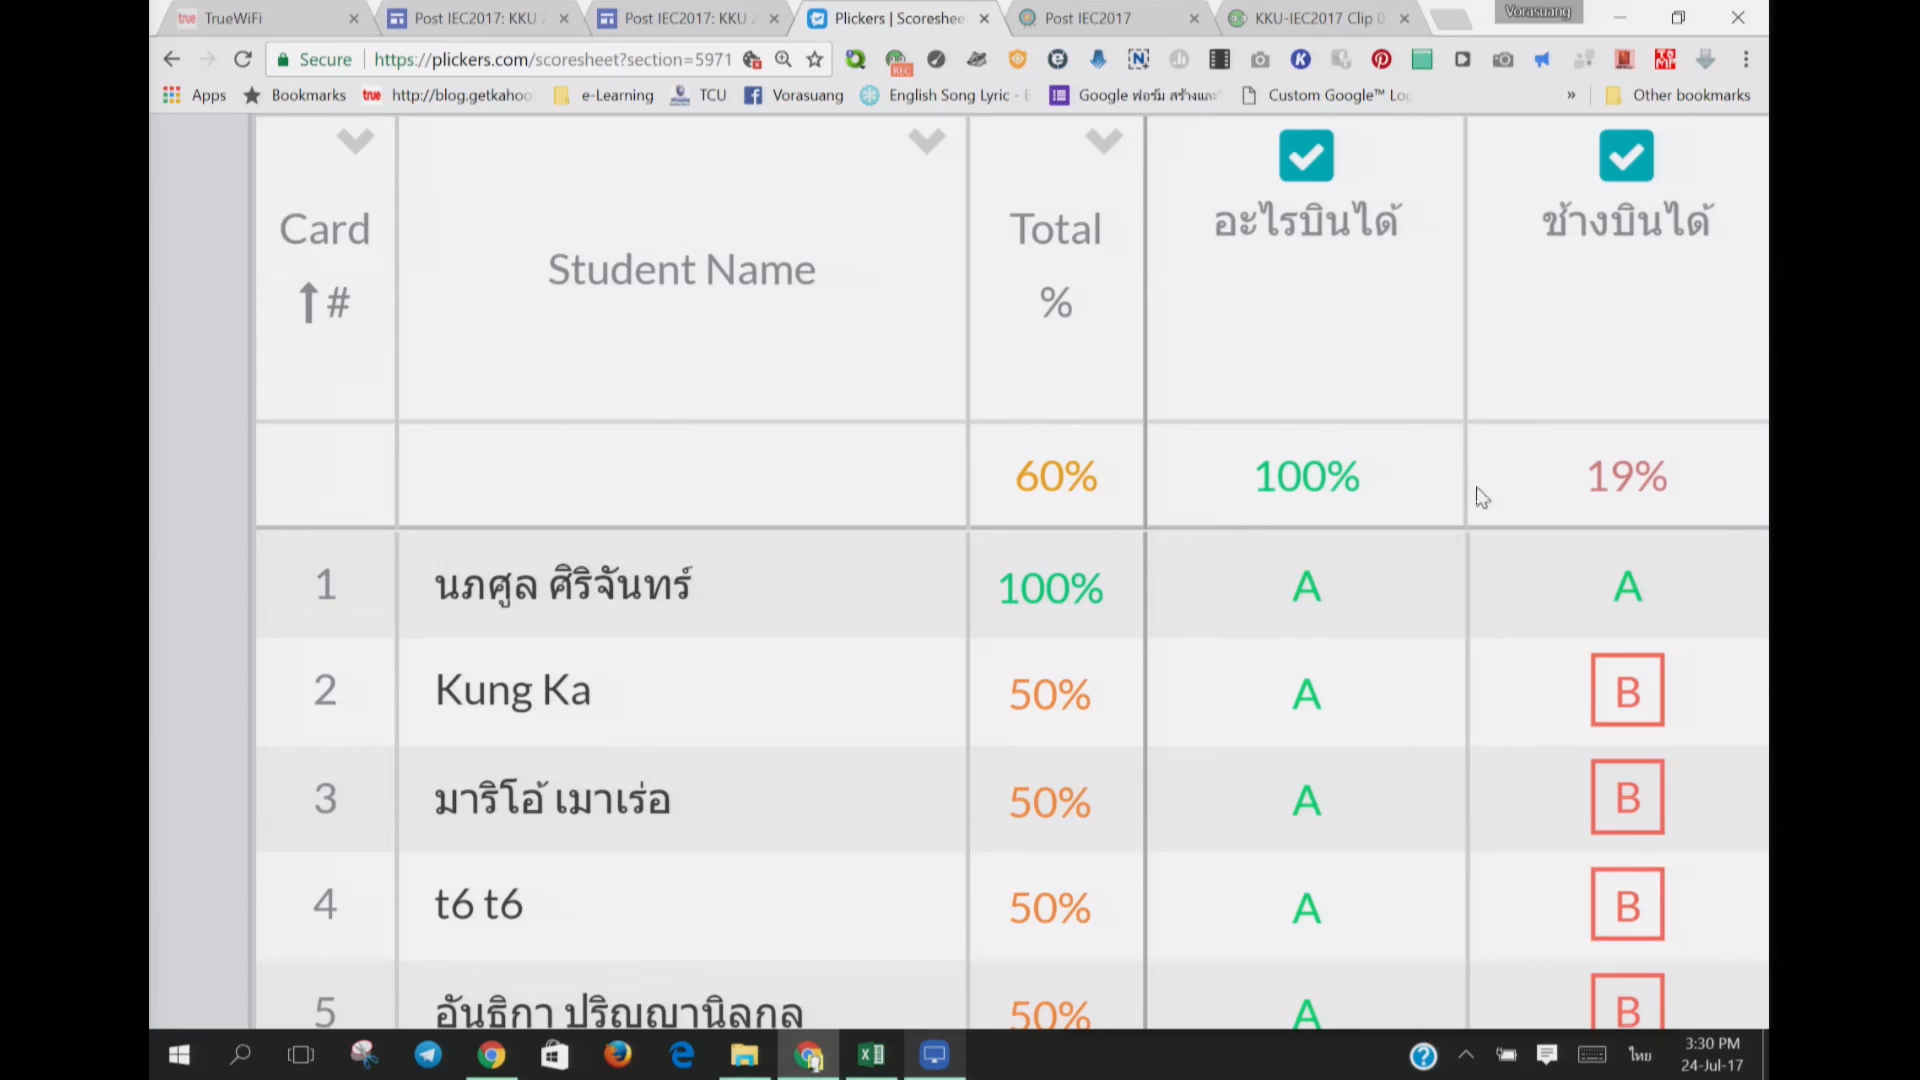 TrueWiFi
Post IEC2017: KKU
Post IEC2017: KKU
Plickers | Scoreshee
Post IEC2017
KKU-IEC2017 Clip 0
Vorasuang
Secure https://plickers.com/scoresheet?section=5971
REC
Apps
Bookmarks
true http://blog.getkahoo
e-Learning
TCU
Vorasuang
English Song Lyric - E
Google ฟอร์ม สร้างและ
Custom Google™ Lo
»
Other bookmarks
Card
#
Student Name
Total
%
อะไรบินได้
ช้างบินได้
60% 100% 19%
1 นภศูล ศิริจันทร์ 100% A A
2 Kung Ka 50% A B
3 มาริโอ้ เมาเร่อ 50% A B
4 t6 t6 50% A B
5 อันธิกา ปริญญานิลกุล 50% A B
ไทย
3:30 PM
24-Jul-17